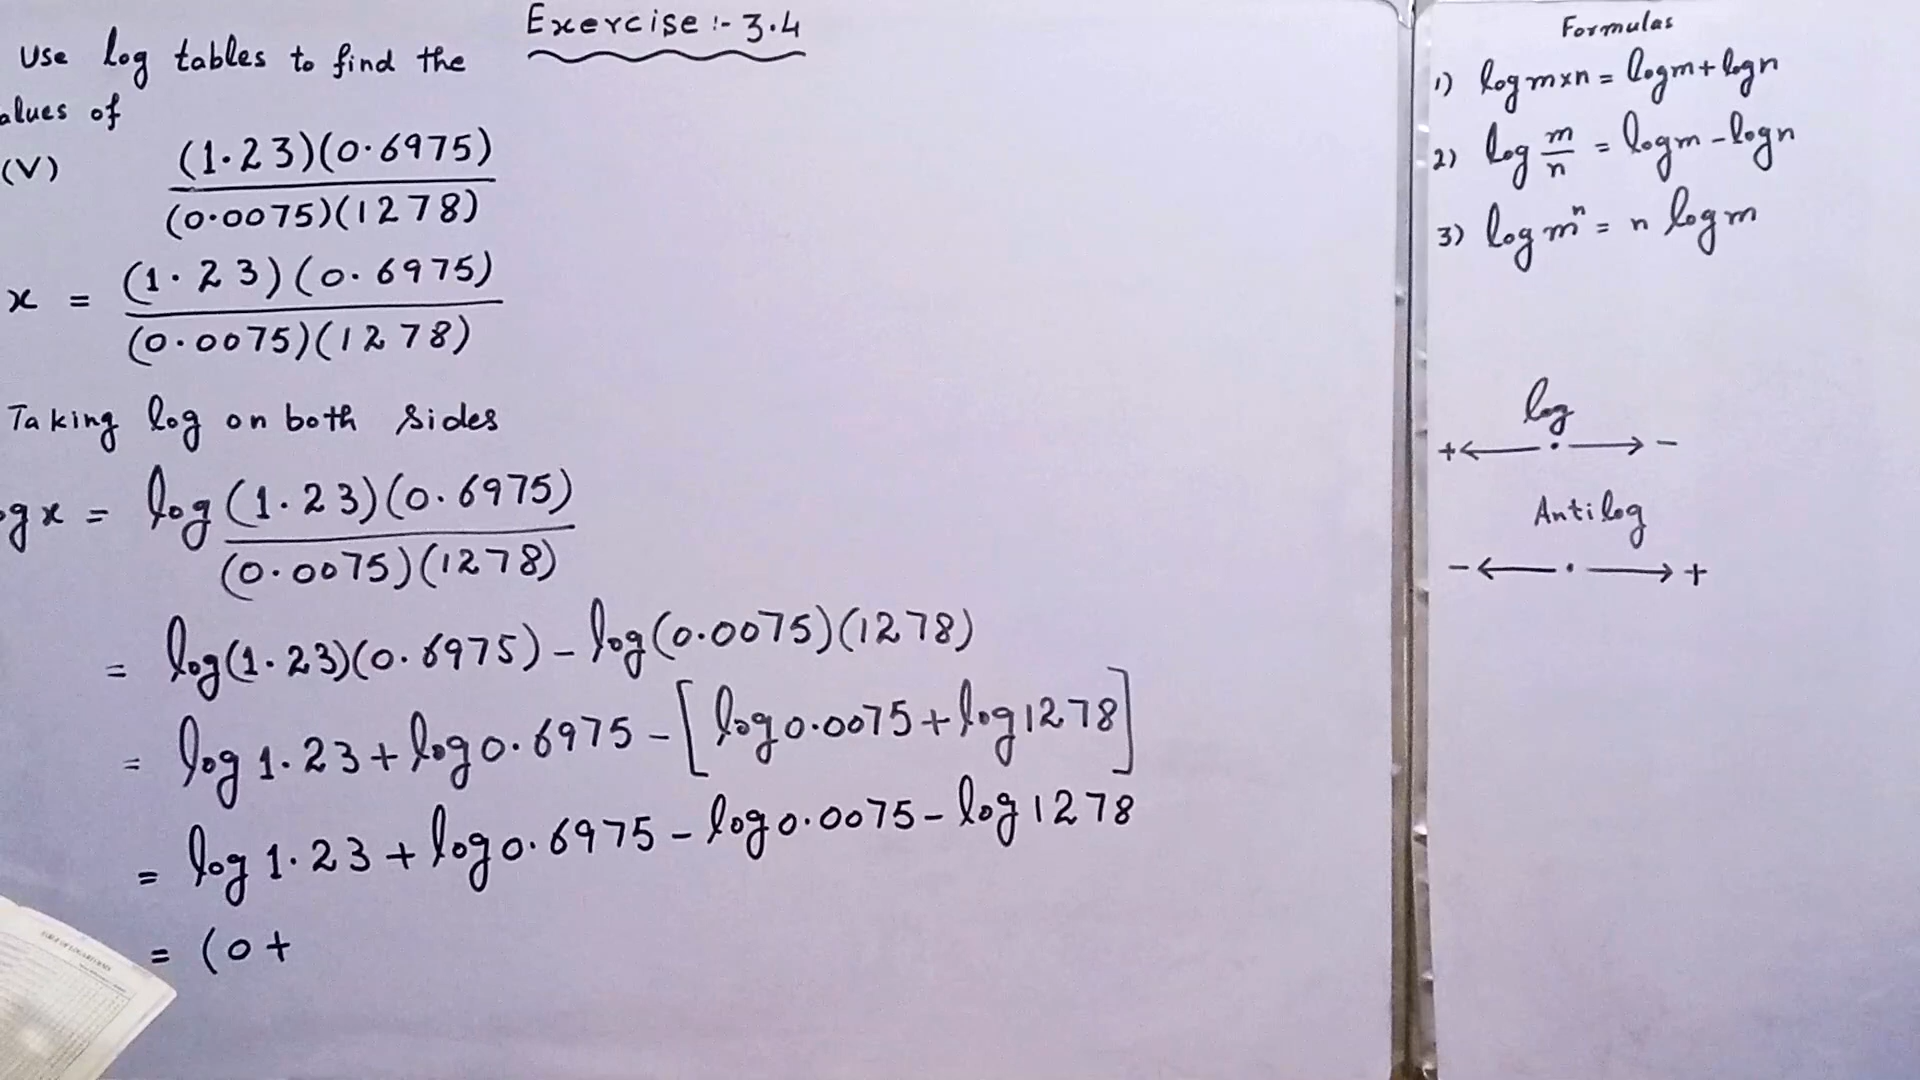 Exercise :- 3.4
Use log tables to find the
alues of
(V) (1.23)(0.6975)
(0.0075)(1278)
x = (1.23)(0.6975)
(0.0075)(1278)
Taking log on both sides
gx = log (1.23)(0.6975)
(0.0075)(1278)
= log(1.23)(0.6975) - log(0.0075)(1278)
= log 1.23 + log 0.6975 - [log 0.0075 + log 1278]
= log 1.23 + log 0.6975 - log 0.0075 - log 1278
= (0 +
Formulas
1) log m×n = log m + log n
2) log m/n = log m - log n
3) log mⁿ = n log m
log
+ ← . → -
Antilog
- ← . → +